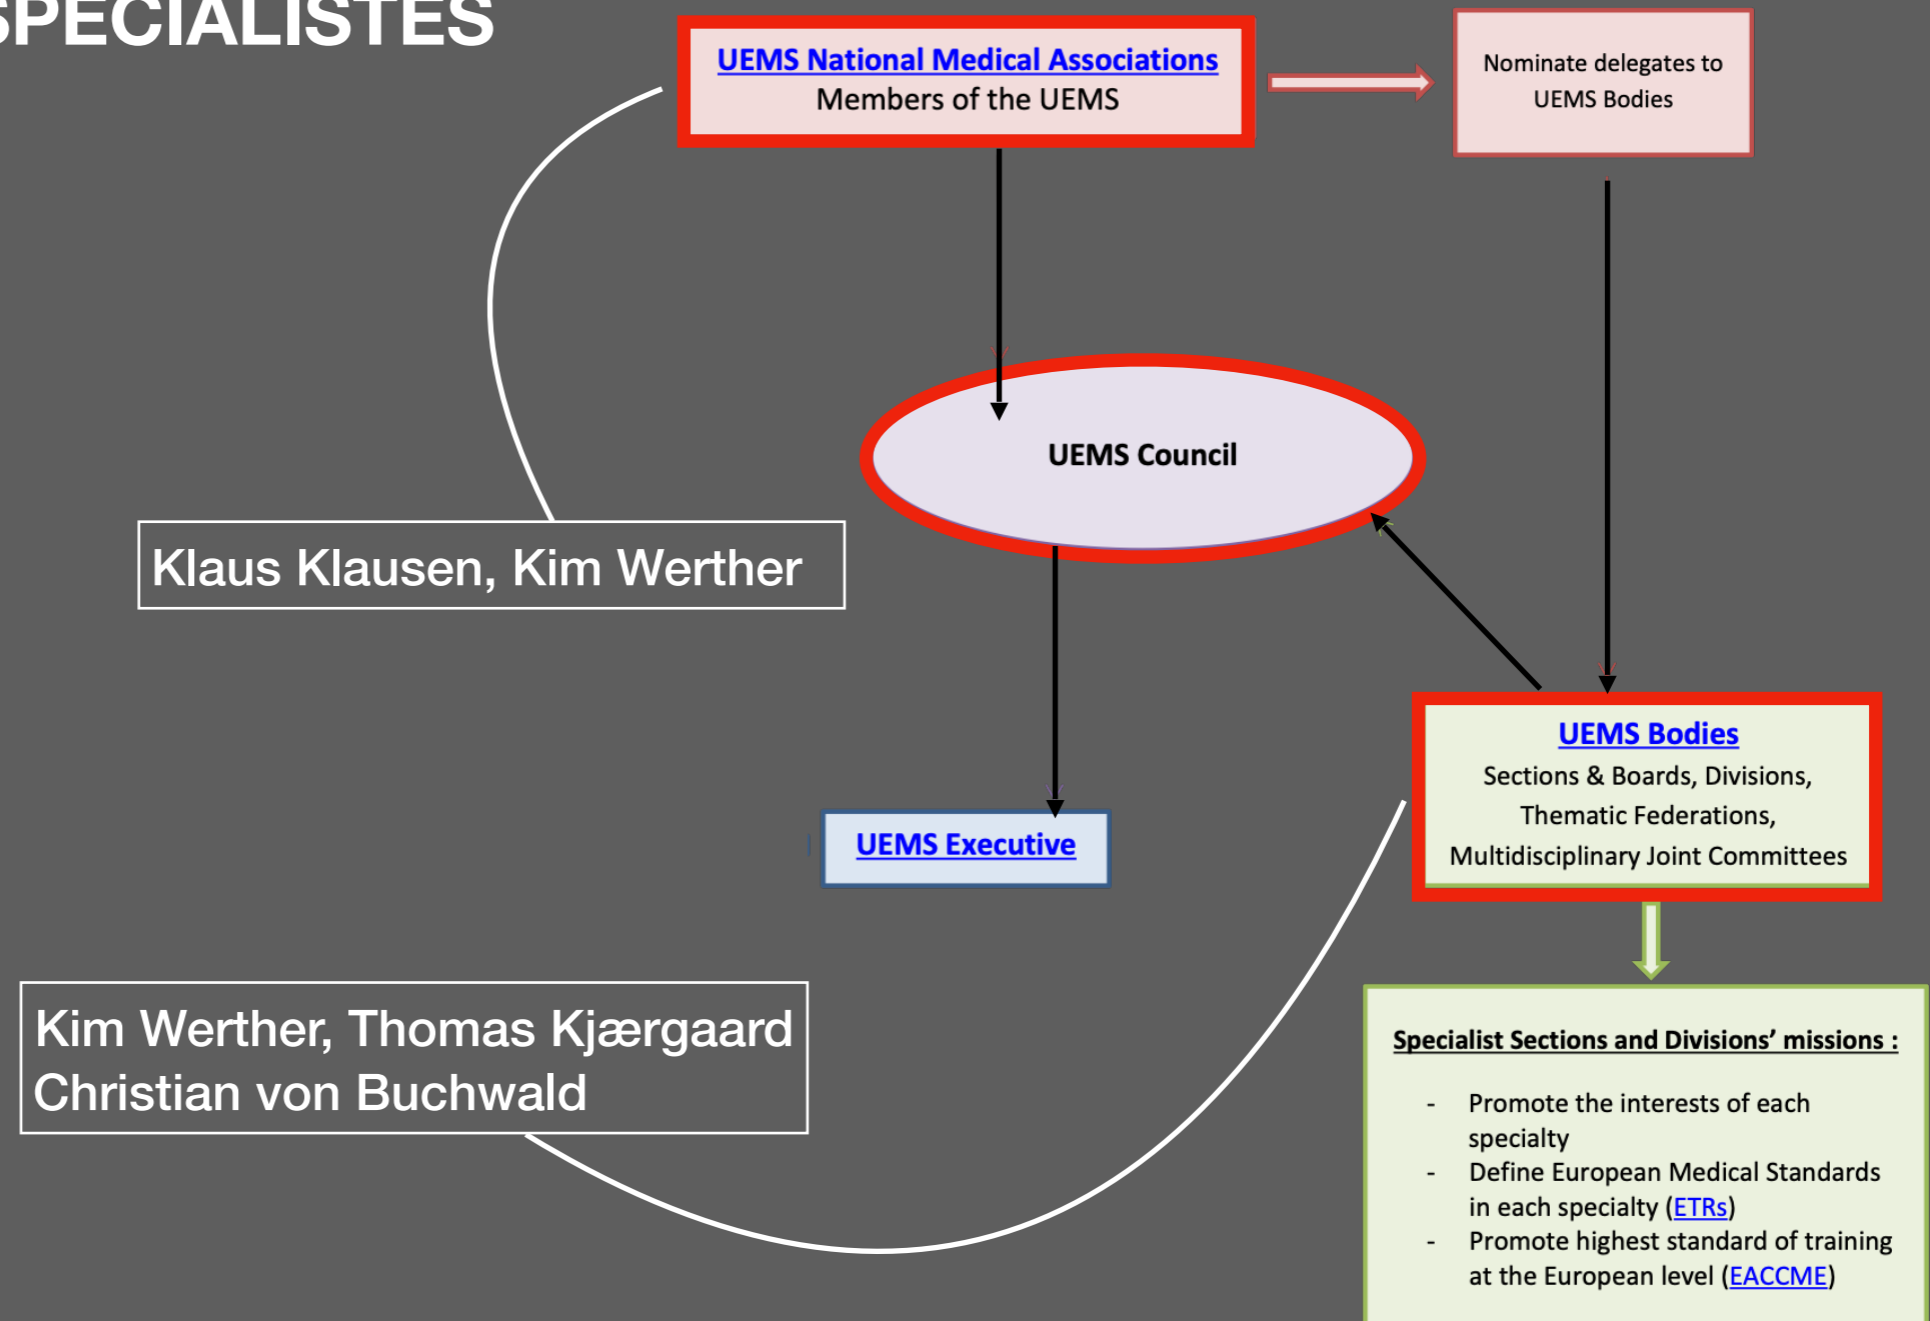 SPECIALISTES
UEMS National Medical Associations
Members of the UEMS
Nominate delegates to
UEMS Bodies
UEMS Council
Klaus Klausen, Kim Werther
UEMS Bodies
Sections & Boards, Divisions,
Thematic Federations,
Multidisciplinary Joint Committees
UEMS Executive
Kim Werther, Thomas Kjærgaard
Christian von Buchwald
Specialist Sections and Divisions’ missions :
- Promote the interests of each
specialty
- Define European Medical Standards
in each specialty (ETRs)
- Promote highest standard of training
at the European level (EACCME)